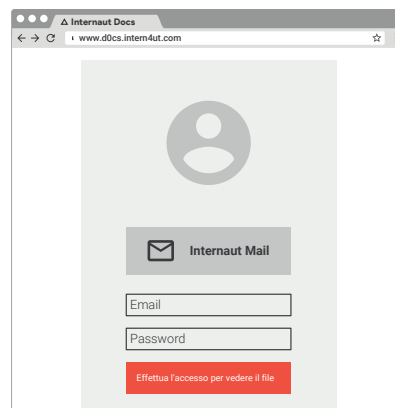 Internaut Docs
www.d0cs.intern4ut.com
Internaut Mail
Email
Password
Effettua l'accesso per vedere il file